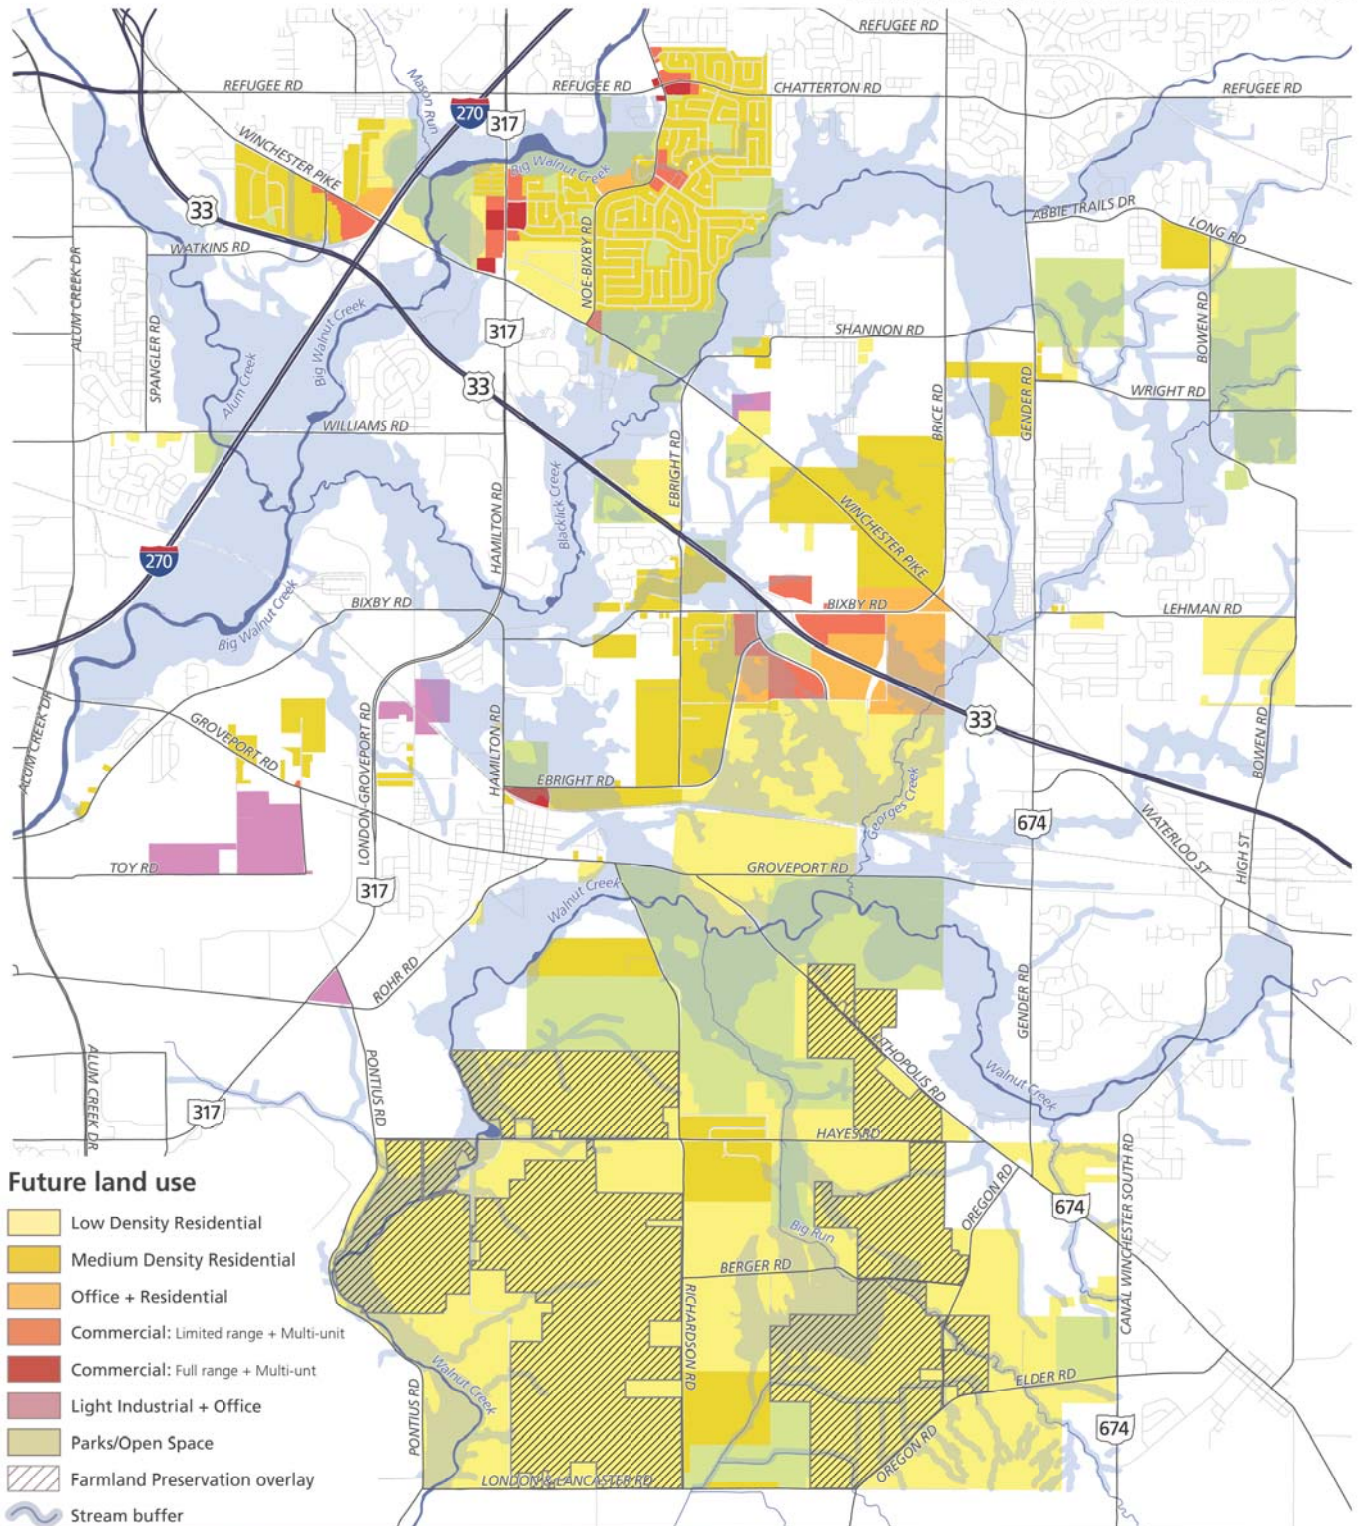 REFUGEE RD
REFUGEE RD
REFUGEE RD
CHATTERTON RD
REFUGEE RD
Mason Run
270
317
WINCHESTER PIKE
Big Walnut Creek
33
ABBIE TRAILS DR
LONG RD
WATKINS RD
ALUM CREEK DR
NOE-BIXBY RD
SPANGLER RD
Big Walnut Creek
317
SHANNON RD
BOWEN RD
Alum Creek
33
BRICE RD
GENDER RD
WRIGHT RD
WILLIAMS RD
EBRIGHT RD
HAMILTON RD
Blacklick Creek
WINCHESTER PIKE
270
BIXBY RD
BIXBY RD
LEHMAN RD
Big Walnut Creek
ALUM CREEK DR
GROVEPORT RD
LONDON-GROVEPORT RD
HAMILTON RD
33
BOWEN RD
EBRIGHT RD
Georges Creek
674
WATERLOO ST
HIGH ST
TOY RD
GROVEPORT RD
317
Walnut Creek
ROHR RD
GENDER RD
LITHOPOLIS RD
ALUM CREEK DR
PONTIUS RD
Walnut Creek
317
HAYES RD
CANAL WINCHESTER SOUTH RD
OREGON RD
674
Big Run
BERGER RD
RICHARDSON RD
Walnut Creek
PONTIUS RD
ELDER RD
674
OREGON RD
LONDON & LANCASTER RD
Future land use
Low Density Residential
Medium Density Residential
Office + Residential
Commercial: Limited range + Multi-unit
Commercial: Full range + Multi-unt
Light Industrial + Office
Parks/Open Space
Farmland Preservation overlay
Stream buffer